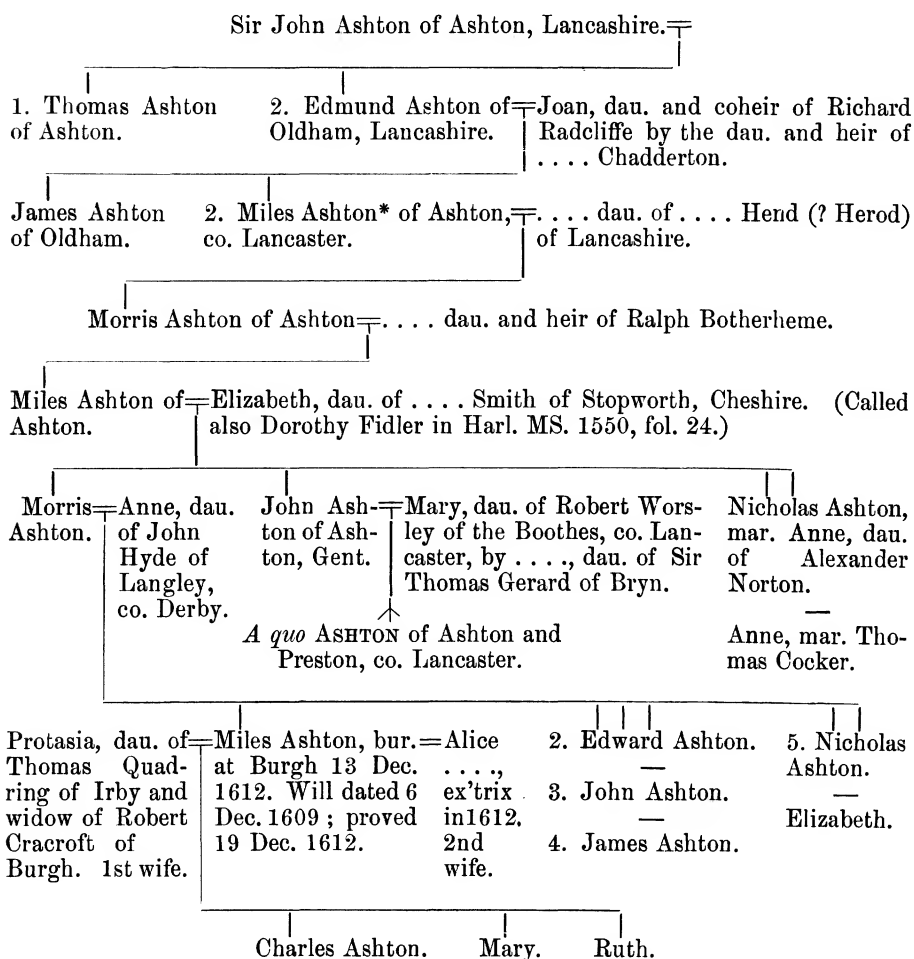 Sir John Ashton of Ashton, Lancashire.
1. Thomas Ashton
of Ashton.
2. Edmund Ashton of
Oldham, Lancashire.
Joan, dau. and coheir of Richard
Radcliffe by the dau. and heir of
. . . . Chadderton.
James Ashton
of Oldham.
2. Miles Ashton* of Ashton,
co. Lancaster.
. . . . dau. of . . . . Hend (? Herod)
of Lancashire.
Morris Ashton of Ashton
. . . . dau. and heir of Ralph Botherheme.
Miles Ashton of
Ashton.
Elizabeth, dau. of . . . . Smith of Stopworth, Cheshire. (Called
also Dorothy Fidler in Harl. MS. 1550, fol. 24.)
Morris
Ashton.
Anne, dau.
of John
Hyde of
Langley,
co. Derby.
John Ash-
ton of Ash-
ton, Gent.
Mary, dau. of Robert Wors-
ley of the Boothes, co. Lan-
caster, by . . . ., dau. of Sir
Thomas Gerard of Bryn.
A quo ASHTON of Ashton and
Preston, co. Lancaster.
Nicholas Ashton,
mar. Anne, dau.
of Alexander
Norton.
—
Anne, mar. Tho-
mas Cocker.
Protasia, dau. of
Thomas Quad-
ring of Irby and
widow of Robert
Cracroft of
Burgh. 1st wife.
Miles Ashton, bur.
at Burgh 13 Dec.
1612. Will dated 6
Dec. 1609 ; proved
19 Dec. 1612.
Alice
. . . .,
ex'trix
in 1612.
2nd
wife.
2. Edward Ashton.
—
3. John Ashton.
—
4. James Ashton.
5. Nicholas
Ashton.
—
Elizabeth.
Charles Ashton.
Mary.
Ruth.